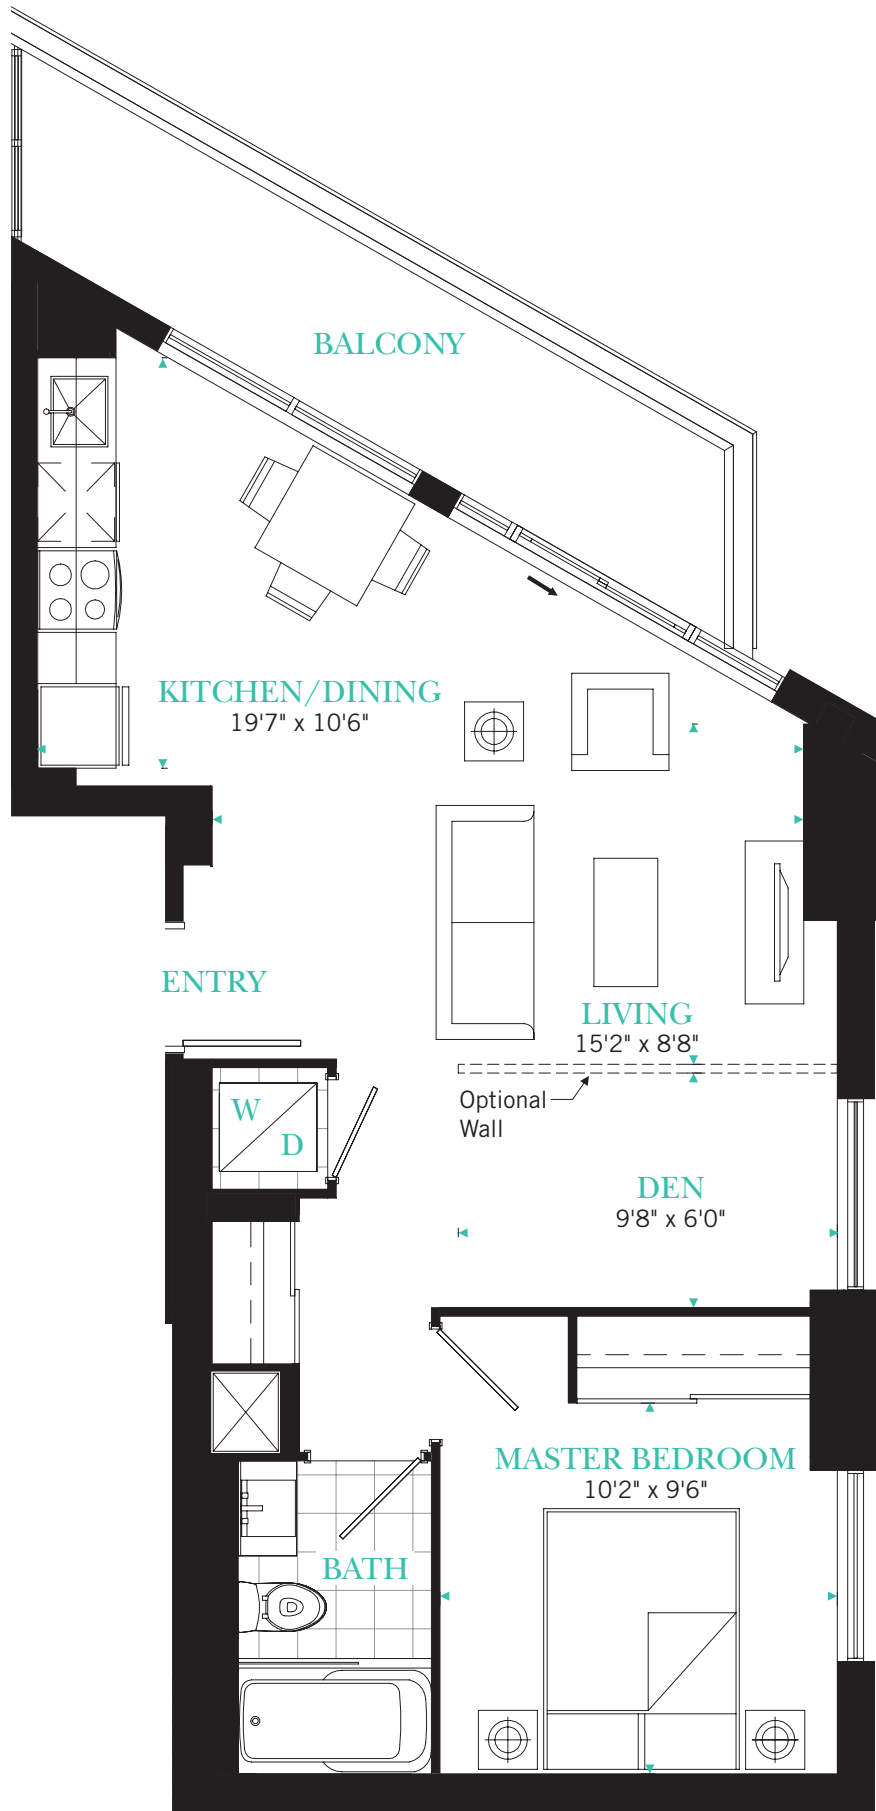 BALCONY
KITCHEN/DINING
19'7" x 10'6"
ENTRY
LIVING
15'2" x 8'8"
Optional
Wall
W
D
DEN
9'8" x 6'0"
MASTER BEDROOM
10'2" x 9'6"
BATH